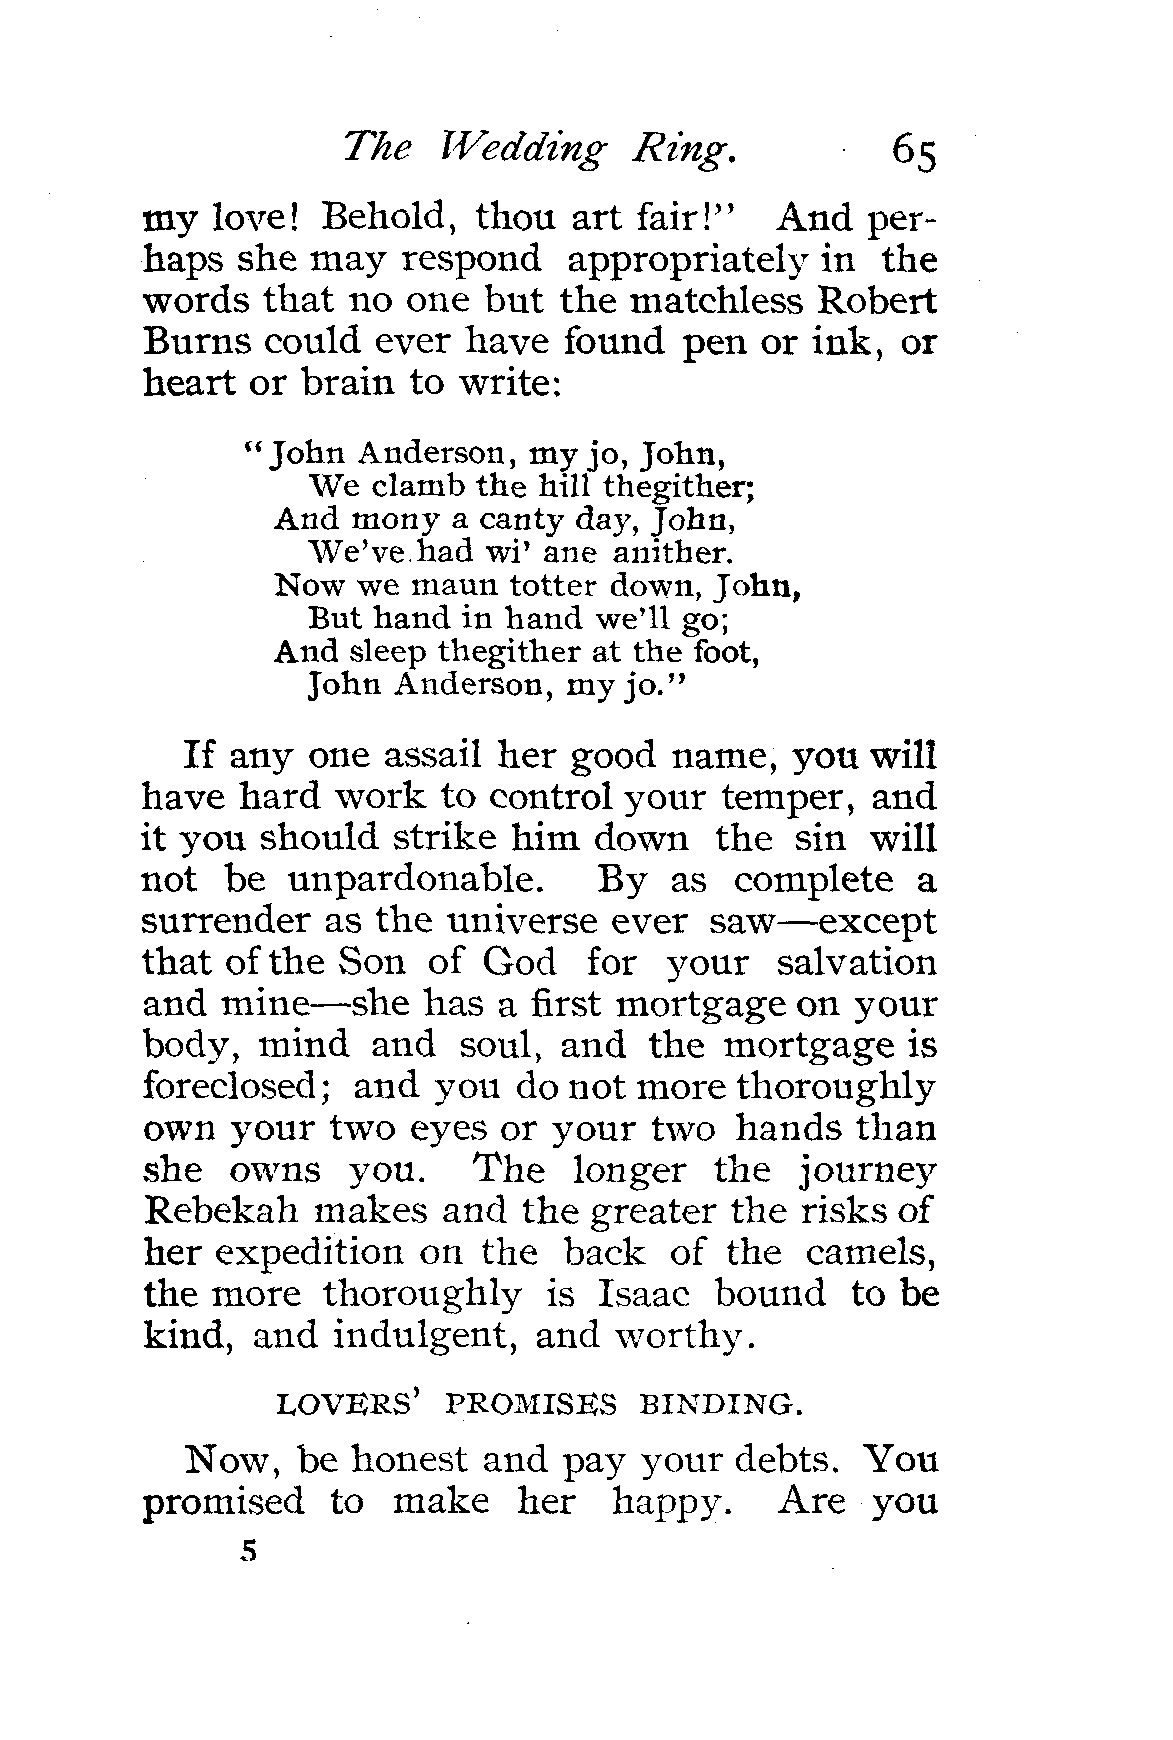 The Wedding Ring. 65
my love! Behold, thou art fair!" And per-
haps she may respond appropriately in the
words that no one but the matchless Robert
Burns could ever have found pen or ink, or
heart or brain to write:
"John Anderson, my jo, John,
We clamb the hill thegither;
And mony a canty day, John,
We've had wi' ane anither.
Now we maun totter down, John,
But hand in hand we'll go;
And sleep thegither at the foot,
John Anderson, my jo."
If any one assail her good name, you will
have hard work to control your temper, and
it you should strike him down the sin will
not be unpardonable. By as complete a
surrender as the universe ever saw—except
that of the Son of God for your salvation
and mine—she has a first mortgage on your
body, mind and soul, and the mortgage is
foreclosed; and you do not more thoroughly
own your two eyes or your two hands than
she owns you. The longer the journey
Rebekah makes and the greater the risks of
her expedition on the back of the camels,
the more thoroughly is Isaac bound to be
kind, and indulgent, and worthy.
LOVERS' PROMISES BINDING.
Now, be honest and pay your debts. You
promised to make her happy. Are you
5